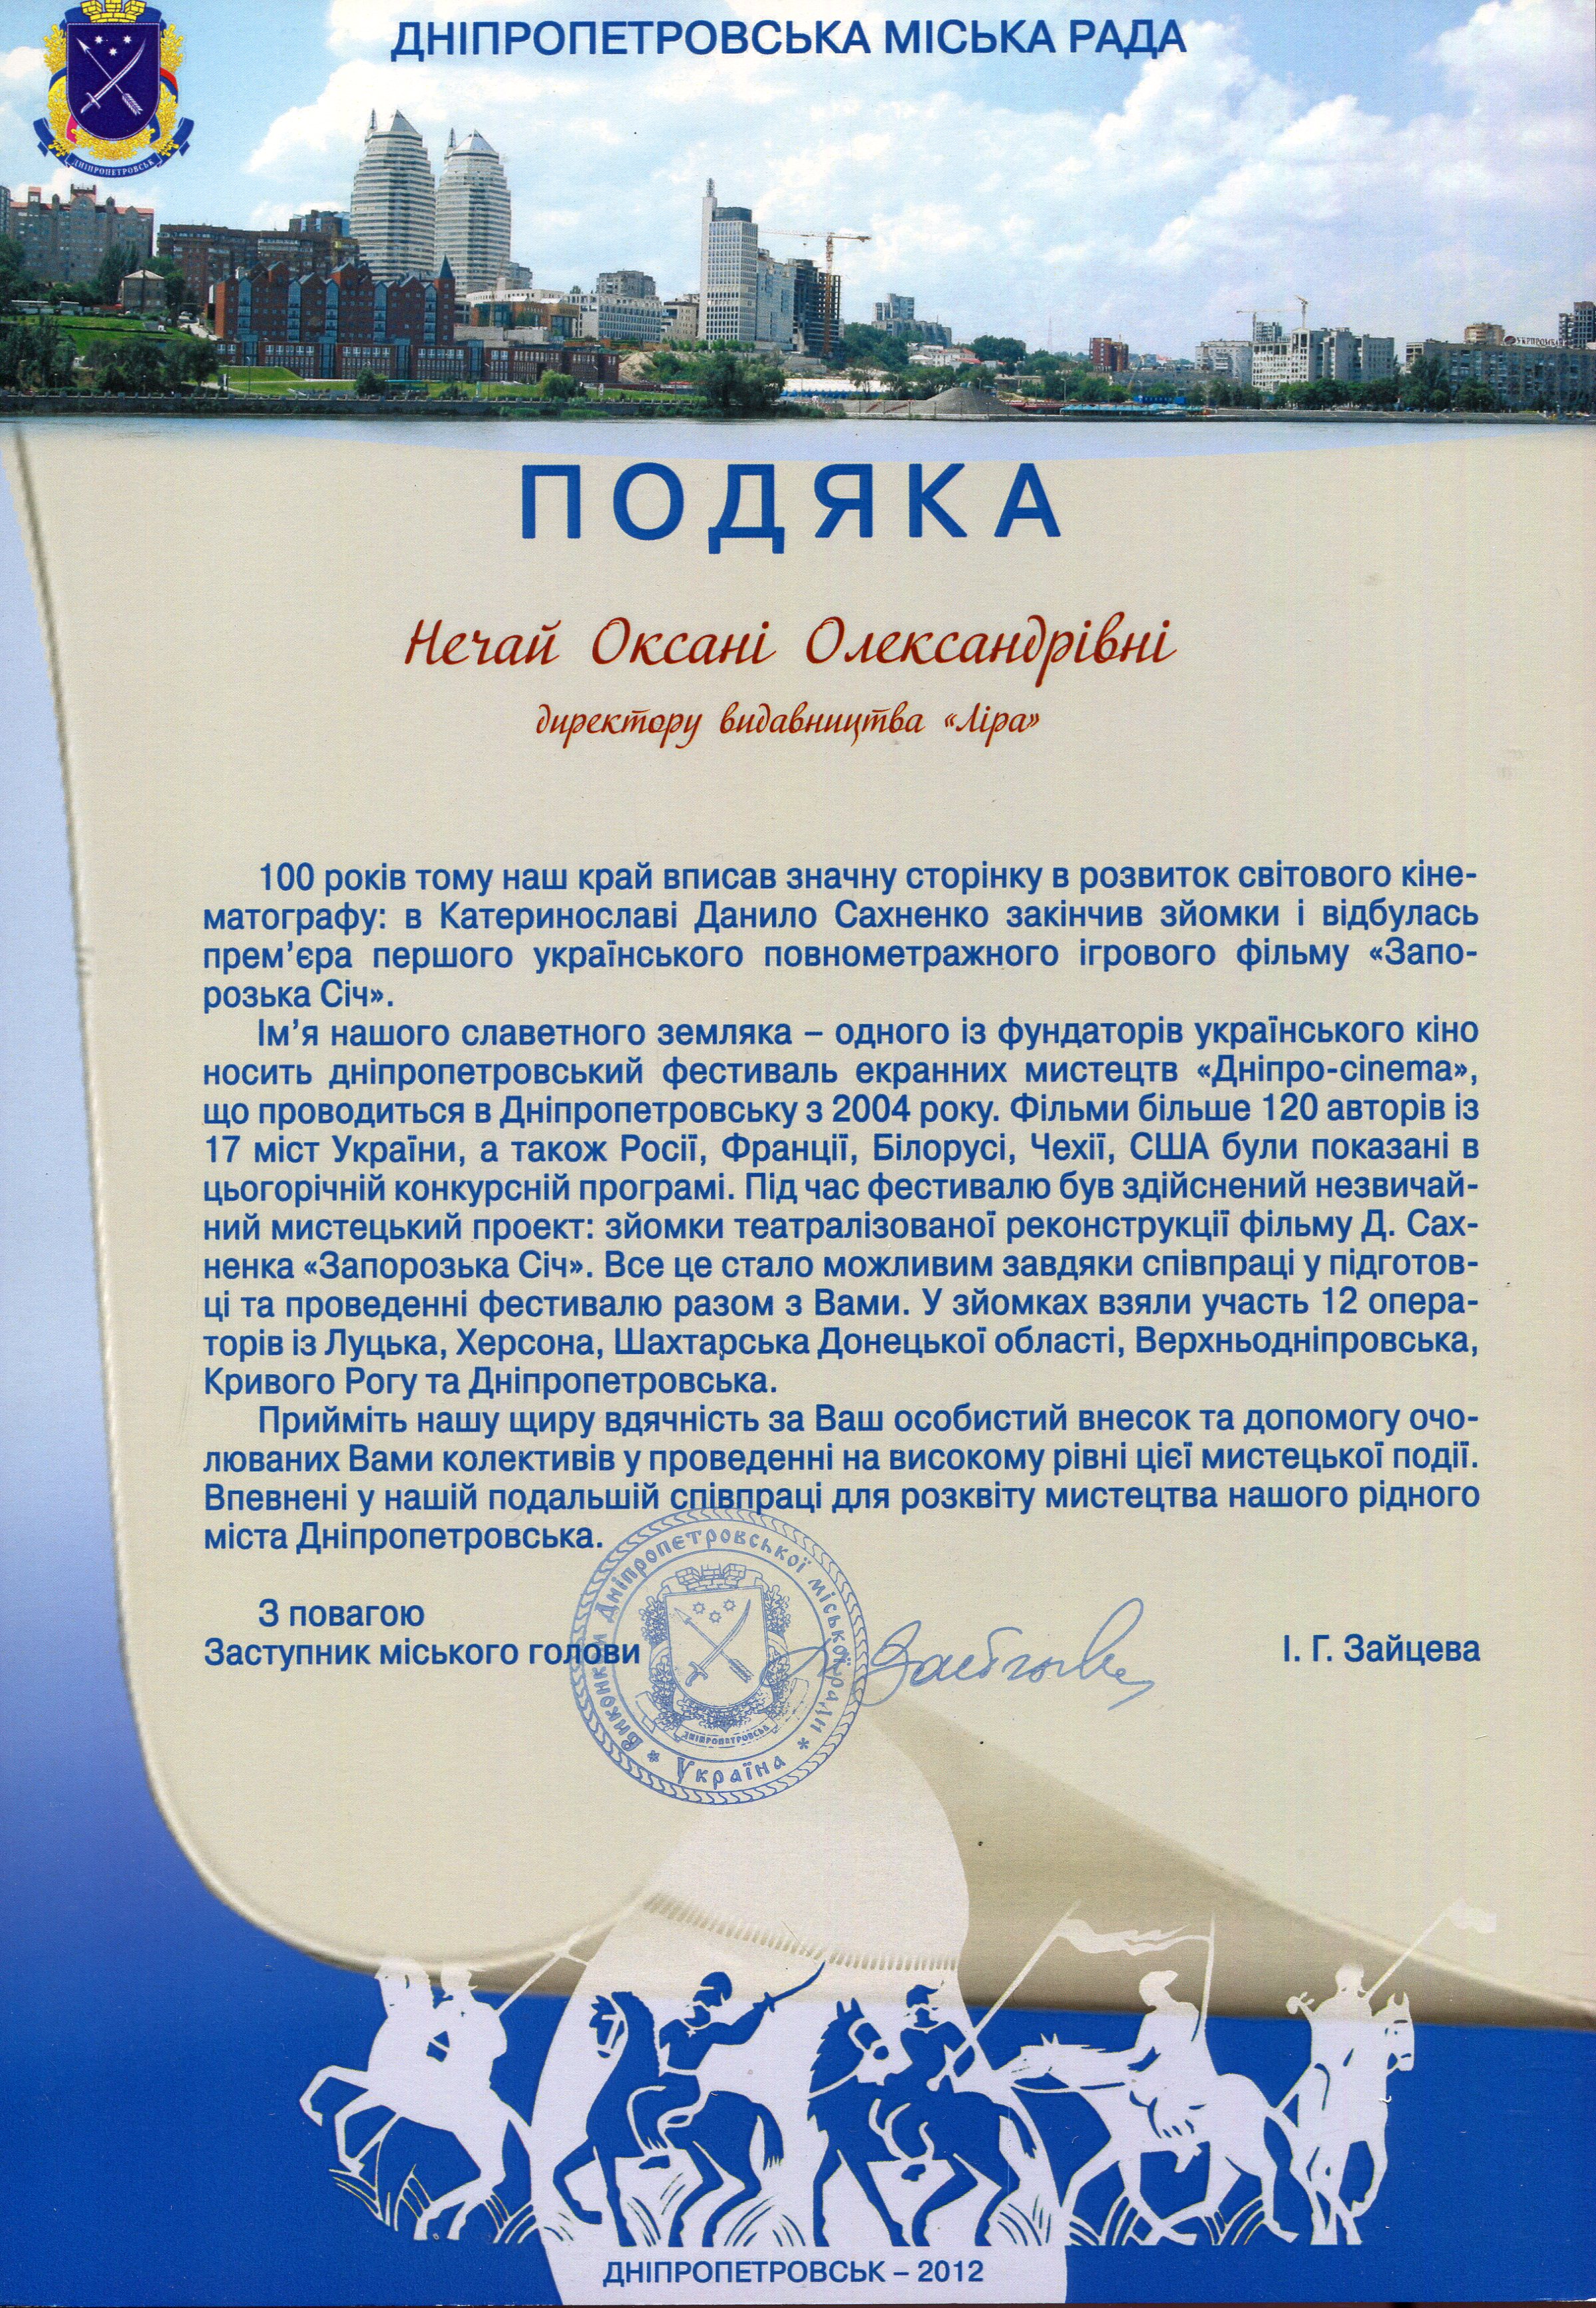 ДНІПРОПЕТРОВСЬКА МІСЬКА РАДА
ДНІПРОПЕТРОВСЬК
УКРПРОМБА
ПОДЯКА
Нечай Оксані Олександрівні
директору видавництва «Ліра»
100 років тому наш край вписав значну сторінку в розвиток світового кіне-
матографу: в Катеринославі Данило Сахненко закінчив зйомки і відбулась
прем’єра першого українського повнометражного ігрового фільму «Запо-
розька Січ».
Ім’я нашого славетного земляка – одного із фундаторів українського кіно
носить дніпропетровський фестиваль екранних мистецтв «Дніпро-cinema»,
що проводиться в Дніпропетровську з 2004 року. Фільми більше 120 авторів із
17 міст України, а також Росії, Франції, Білорусі, Чехії, США були показані в
цьогорічній конкурсній програмі. Під час фестивалю був здійснений незвичай-
ний мистецький проект: зйомки театралізованої реконструкції фільму Д. Сах-
ненка «Запорозька Січ». Все це стало можливим завдяки співпраці у підготов-
ці та проведенні фестивалю разом з Вами. У зйомках взяли участь 12 опера-
торів із Луцька, Херсона, Шахтарська Донецької області, Верхньодніпровська,
Кривого Рогу та Дніпропетровська.
Прийміть нашу щиру вдячність за Ваш особистий внесок та допомогу очо-
люваних Вами колективів у проведенні на високому рівні цієї мистецької події.
Впевнені у нашій подальшій співпраці для розквіту мистецтва нашого рідного
міста Дніпропетровська.
З повагою
Заступник міського голови
І. Г. Зайцева
Виконком Дніпропетровської міської ради
* Україна *
ДНІПРОПЕТРОВСЬК
ДНІПРОПЕТРОВСЬК – 2012